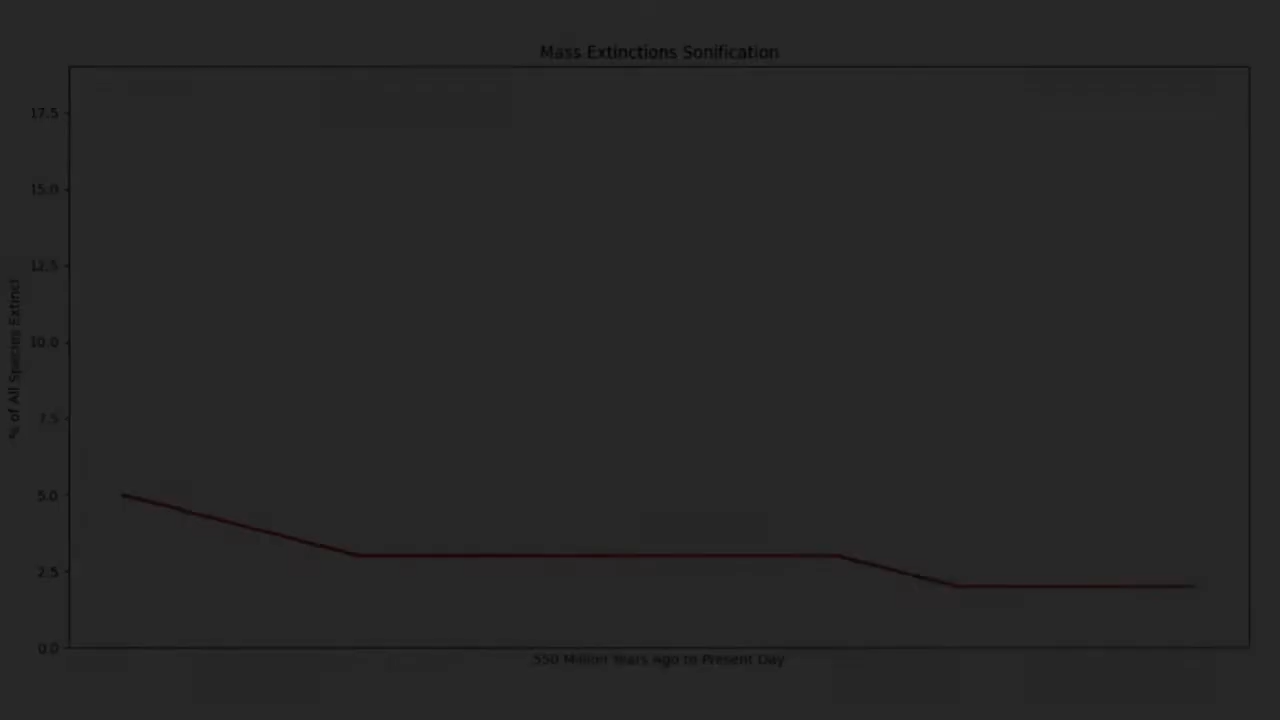 Mass Extinctions Sonification
17.5
15.0
12.5
10.0
7.5
5.0
2.5
0.0
% of All Species Extinct
550 Million Years ago to Present Day